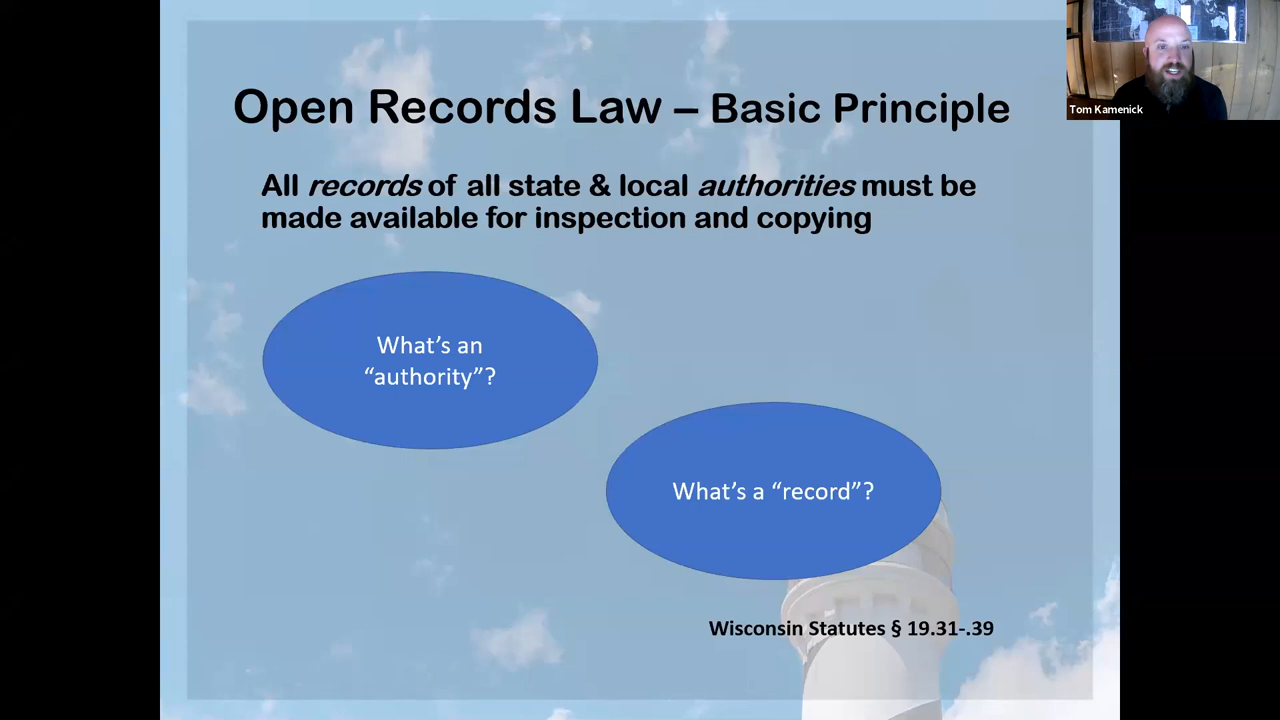 Open Records Law – Basic Principle
Tom Kamenick
All records of all state & local authorities must be
made available for inspection and copying
What's an
“authority”?
What's a “record”?
Wisconsin Statutes § 19.31-.39